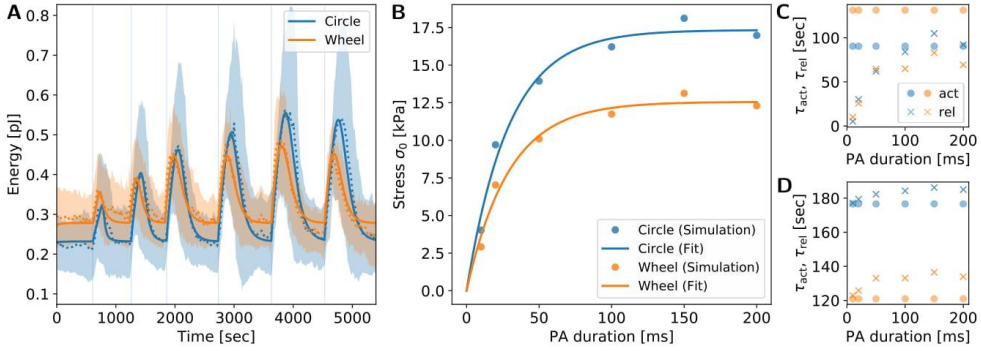 A
Energy [pJ]
0.8
0.7
0.6
0.5
0.4
0.3
0.2
0.1
Circle
Wheel
0 1000 2000 3000 4000 5000
Time [sec]
B
Stress σ0 [kPa]
17.5
15.0
12.5
10.0
7.5
5.0
2.5
0.0
Circle (Simulation)
Circle (Fit)
Wheel (Simulation)
Wheel (Fit)
0 50 100 150 200
PA duration [ms]
C
τact, τrel [sec]
100
50
0
act
rel
0 50 100 150 200
PA duration [ms]
D
τact, τrel [sec]
180
160
140
120
0 50 100 150 200
PA duration [ms]